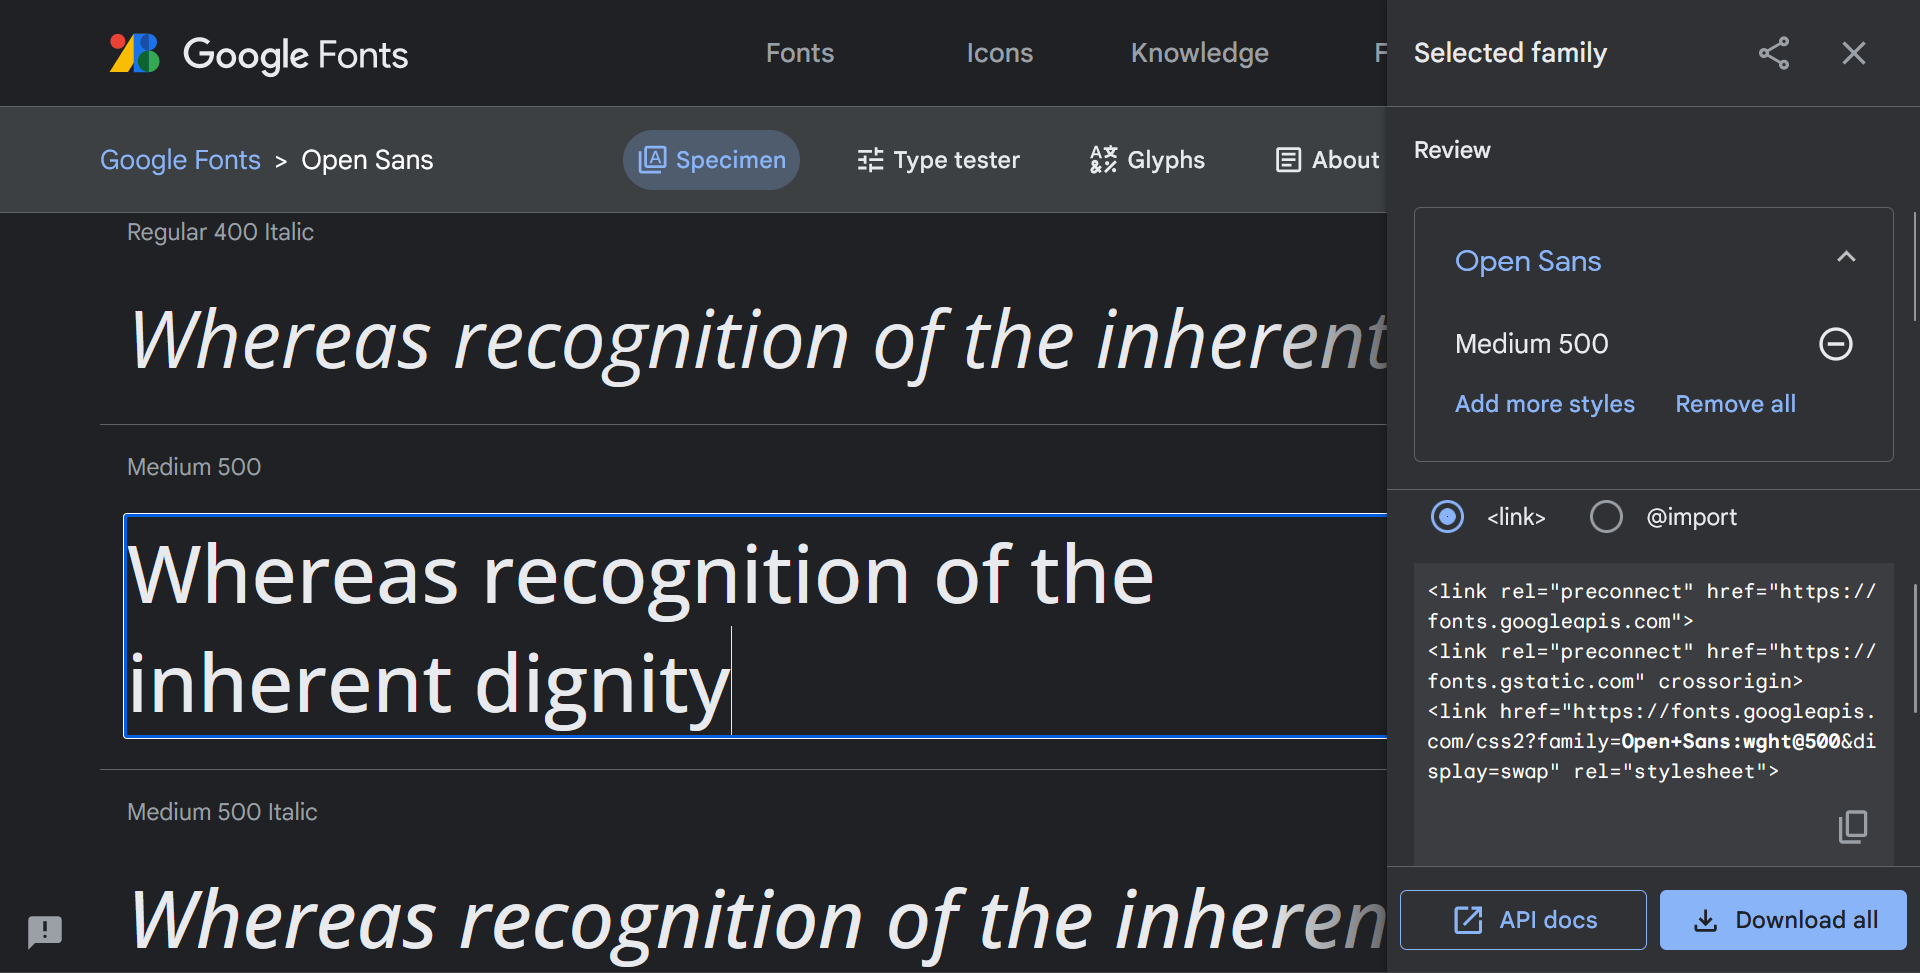 Google Fonts
Fonts
Icons
Knowledge
F
Selected family
Google Fonts > Open Sans
Specimen
Type tester
Glyphs
About
Review
Regular 400 Italic
Whereas recognition of the inherent
Open Sans
Medium 500
Add more styles
Remove all
Medium 500
Whereas recognition of the
inherent dignity
<link>
@import
<link rel="preconnect" href="https://
fonts.googleapis.com">
<link rel="preconnect" href="https://
fonts.gstatic.com" crossorigin>
<link href="https://fonts.googleapis.
com/css2?family=Open+Sans:wght@500&di
splay=swap" rel="stylesheet">
Medium 500 Italic
Whereas recognition of the inheren
API docs
Download all